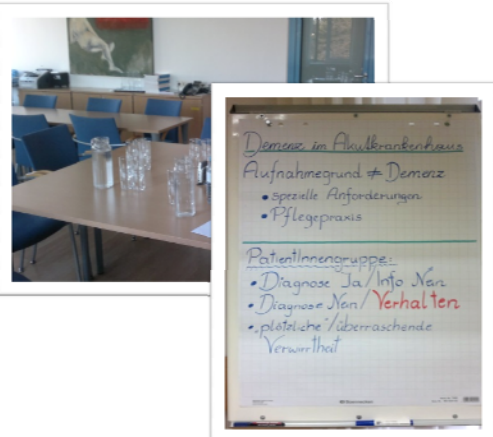 Demenz im Akutkrankenhaus
Aufnahmegrund ≠ Demenz
• spezielle Anforderungen
• Pflegepraxis
PatientInnengruppe:
• Diagnose Ja/Info Nein
• Diagnose Nein/Verhalten
• "plötzliche"/überraschende
Verwirrtheit